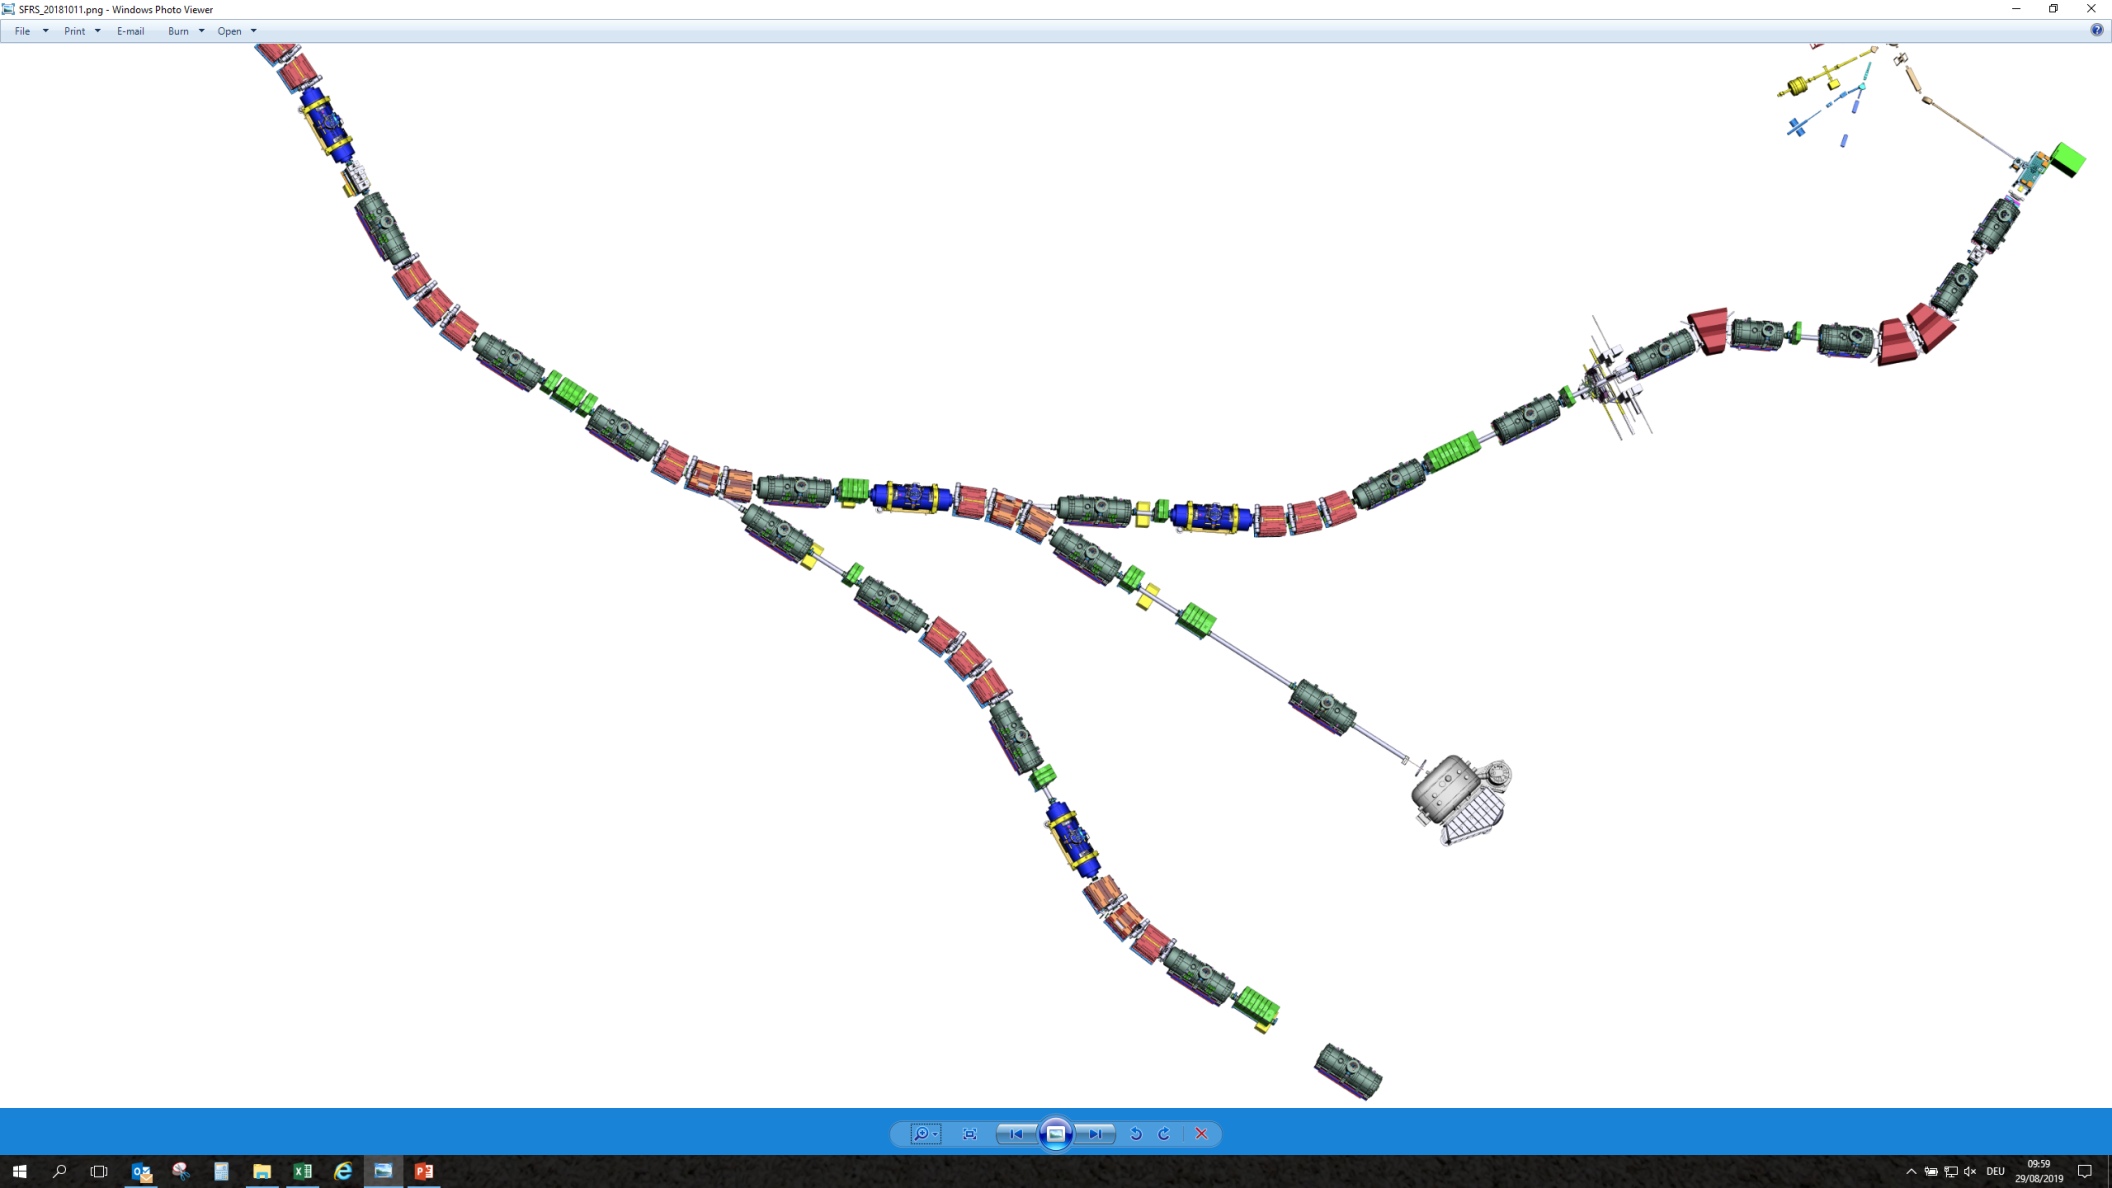 SFRS_20181011.png - Windows Photo Viewer
File Print E-mail Burn Open
DEU
09:59
29/08/2019